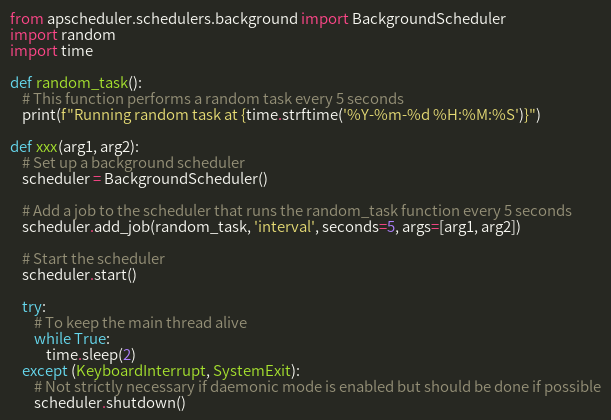 from apscheduler.schedulers.background import BackgroundScheduler
import random
import time

def random_task():
    # This function performs a random task every 5 seconds
    print(f"Running random task at {time.strftime('%Y-%m-%d %H:%M:%S')}")

def xxx(arg1, arg2):
    # Set up a background scheduler
    scheduler = BackgroundScheduler()

    # Add a job to the scheduler that runs the random_task function every 5 seconds
    scheduler.add_job(random_task, 'interval', seconds=5, args=[arg1, arg2])

    # Start the scheduler
    scheduler.start()

    try:
        # To keep the main thread alive
        while True:
            time.sleep(2)
    except (KeyboardInterrupt, SystemExit):
        # Not strictly necessary if daemonic mode is enabled but should be done if possible
        scheduler.shutdown()